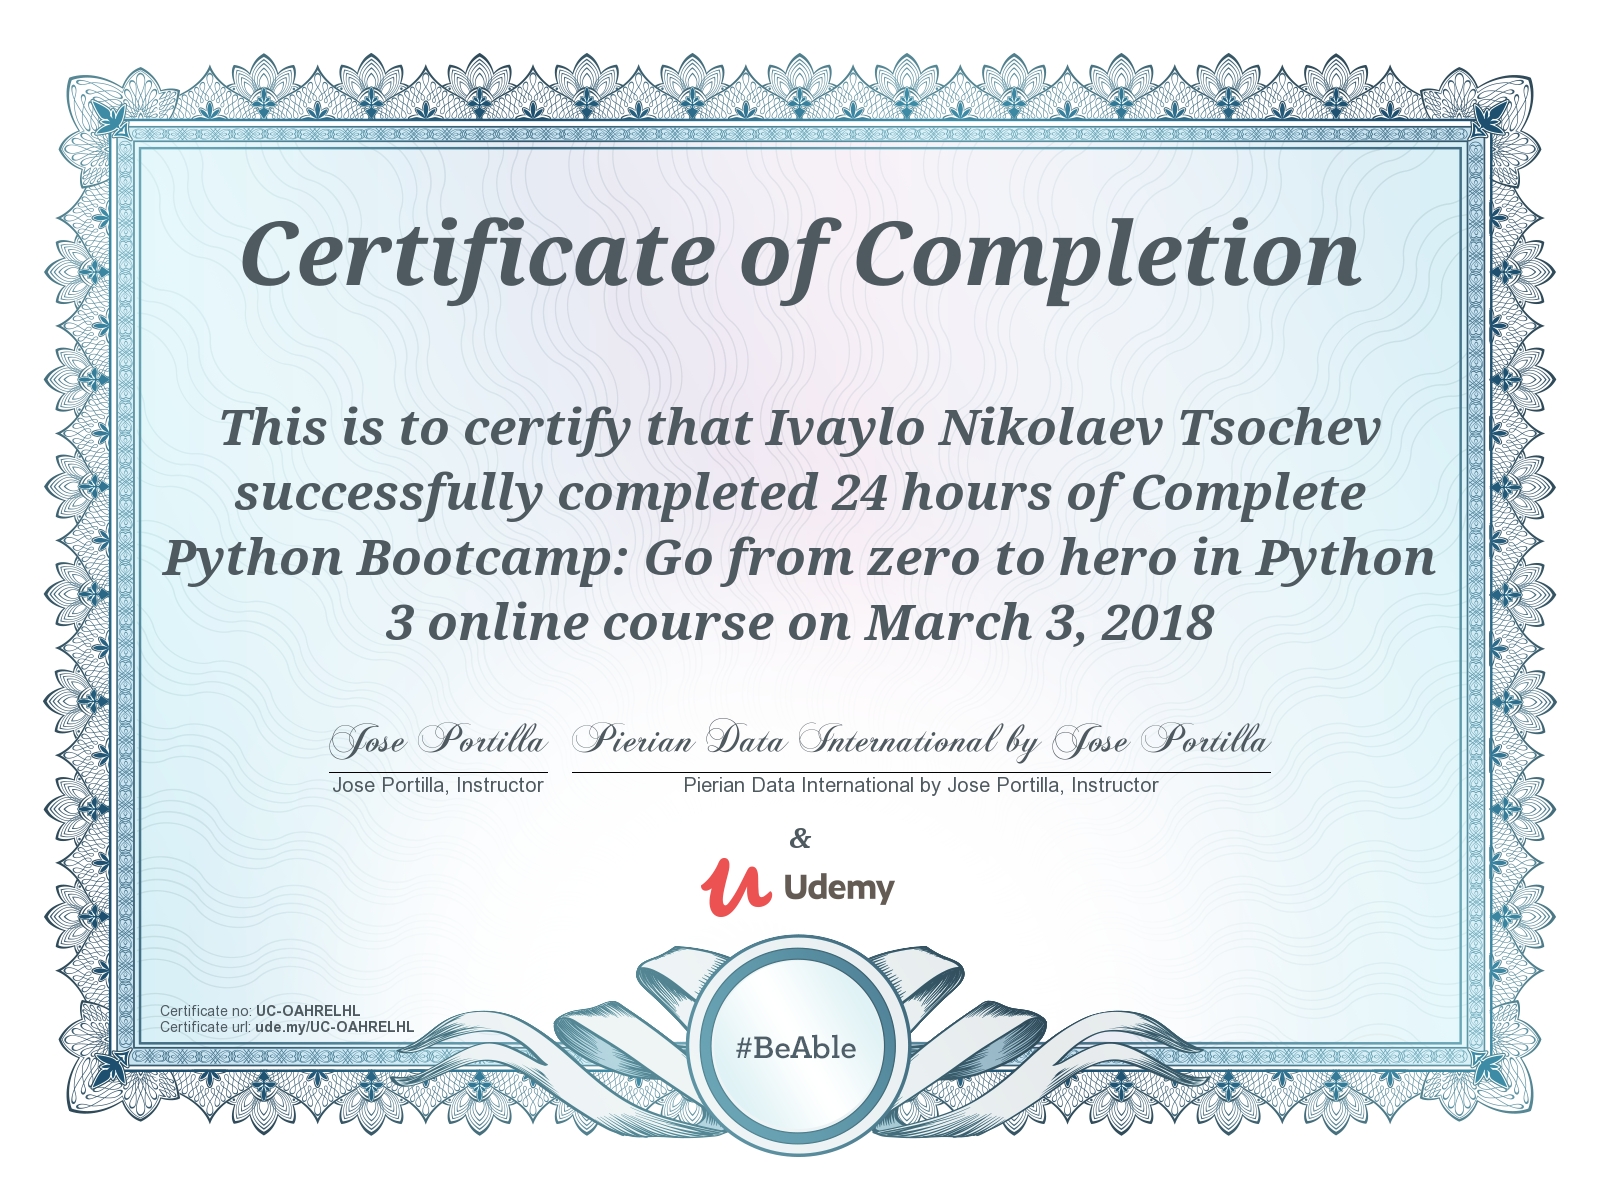 Certificate of Completion
This is to certify that Ivaylo Nikolaev Tsochev
successfully completed 24 hours of Complete
Python Bootcamp: Go from zero to hero in Python
3 online course on March 3, 2018
Jose Portilla Pierian Data International by Jose Portilla
Jose Portilla, Instructor Pierian Data International by Jose Portilla, Instructor
&
Udemy
Certificate no: UC-OAHRELHL
Certificate url: ude.my/UC-OAHRELHL
#BeAble